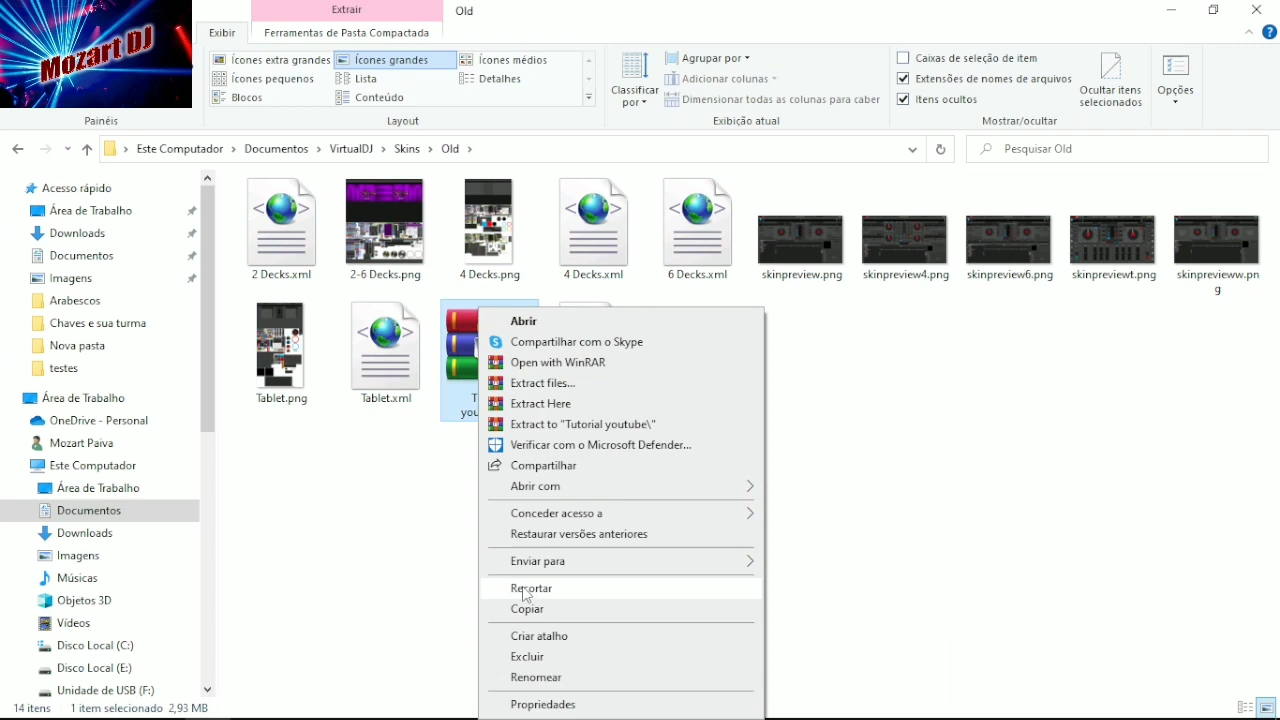 Mozart DJ
Extrair
Old
Exibir
Ferramentas de Pasta Compactada
Ícones extra grandes
Ícones grandes
Ícones médios
Ícones pequenos
Lista
Detalhes
Blocos
Conteúdo
Classificar
por
Agrupar por
Adicionar colunas
Dimensionar todas as colunas para caber
Caixas de seleção de item
Extensões de nomes de arquivos
Itens ocultos
Ocultar itens
selecionados
Opções
Painéis
Layout
Exibição atual
Mostrar/ocultar
Este Computador > Documentos > VirtualDJ > Skins > Old >
Pesquisar Old
Acesso rápido
Área de Trabalho
Downloads
Documentos
Imagens
Arabescos
Chaves e sua turma
Nova pasta
testes
Área de Trabalho
OneDrive - Personal
Mozart Paiva
Este Computador
Área de Trabalho
Documentos
Downloads
Imagens
Músicas
Objetos 3D
Vídeos
Disco Local (C:)
Disco Local (E:)
Unidade de USB (F:)
2 Decks.xml
2-6 Decks.png
4 Decks.png
4 Decks.xml
6 Decks.xml
skinpreview.png
skinpreview4.png
skinpreview6.png
skinpreviewt.png
skinprevieww.pn
g
Tablet.png
Tablet.xml
T
you
Abrir
Compartilhar com o Skype
Open with WinRAR
Extract files...
Extract Here
Extract to "Tutorial youtube\"
Verificar com o Microsoft Defender...
Compartilhar
Abrir com
Conceder acesso a
Restaurar versões anteriores
Enviar para
Recortar
Copiar
Criar atalho
Excluir
Renomear
Propriedades
14 itens
1 item selecionado 2,93 MB